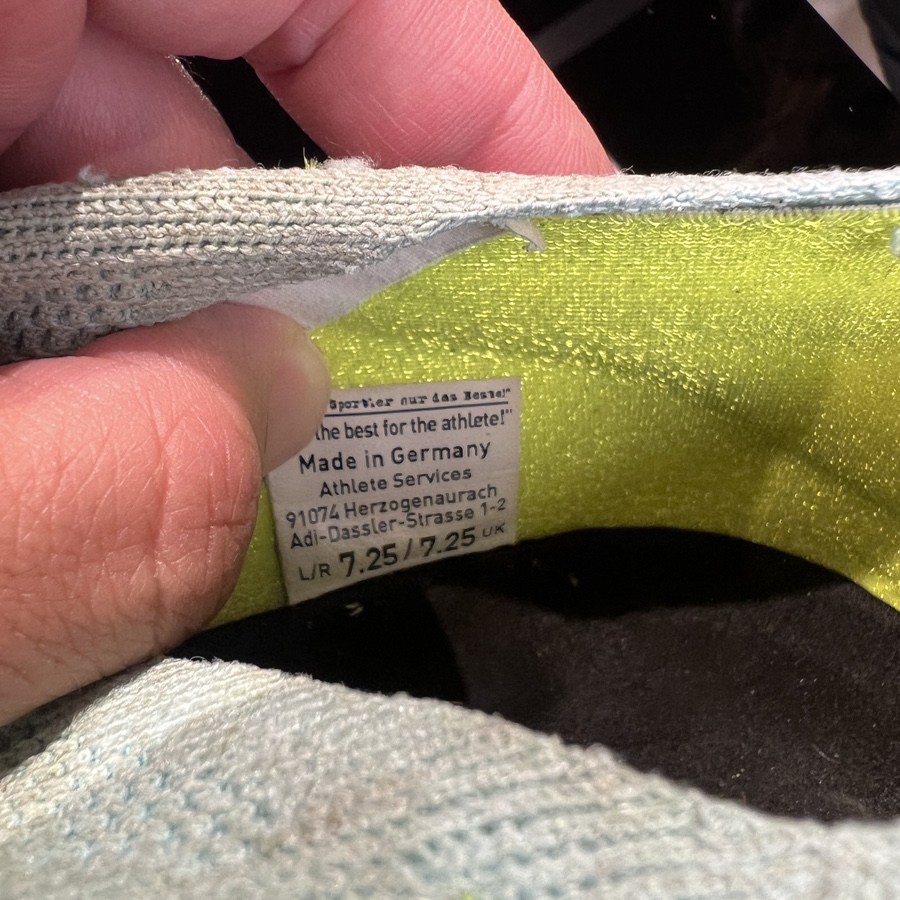 Sportler nur das Beste!"
the best for the athlete!"
Made in Germany
Athlete Services
91074 Herzogenaurach
Adi-Dassler-Strasse 1-2
L/R 7.25/7.25 UK